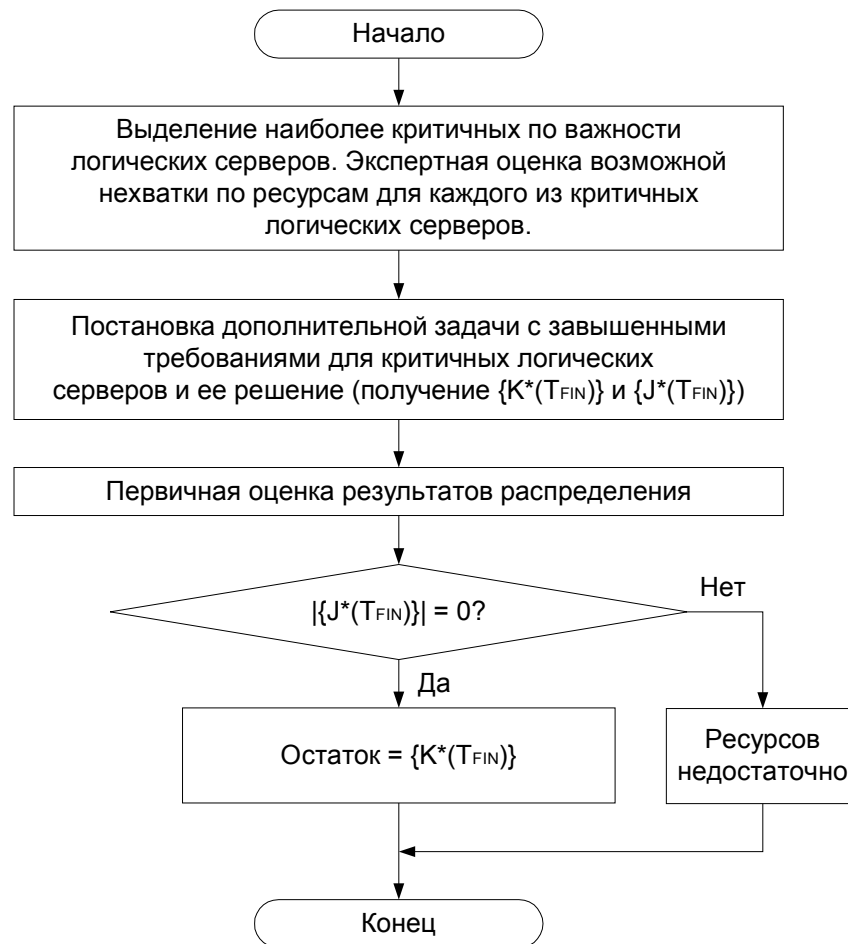 Начало
Выделение наиболее критичных по важности
логических серверов. Экспертная оценка возможной
нехватки по ресурсам для каждого из критичных
логических серверов.
Постановка дополнительной задачи с завышенными
требованиями для критичных логических
серверов и ее решение (получение {K*(TFIN)} и {J*(TFIN)})
Первичная оценка результатов распределения
|{J*(TFIN)}| = 0?
Нет
Да
Остаток = {K*(TFIN)}
Ресурсов
недостаточно
Конец